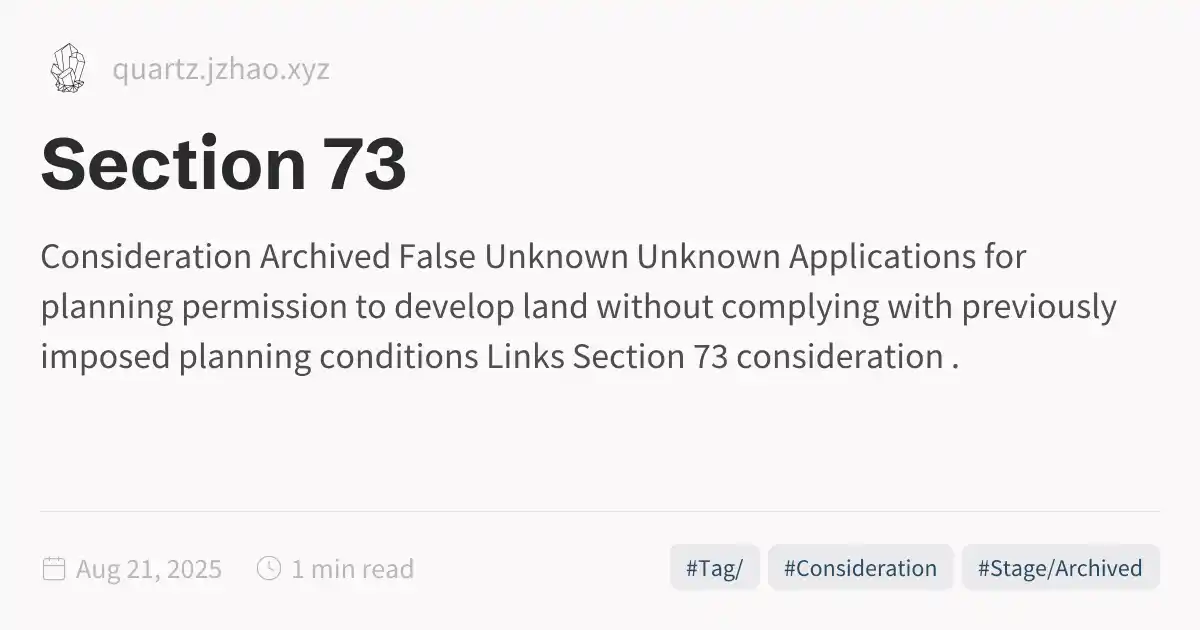 quartz.jzhao.xyz
Section 73
Consideration Archived False Unknown Unknown Applications for
planning permission to develop land without complying with previously
imposed planning conditions Links Section 73 consideration .
Aug 21, 2025 1 min read #Tag/ #Consideration #Stage/Archived